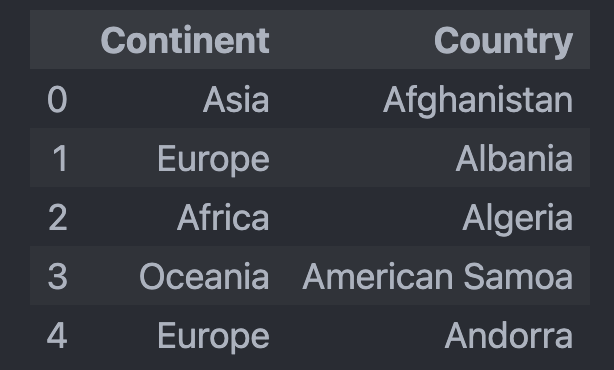 Continent Country
0 Asia Afghanistan
1 Europe Albania
2 Africa Algeria
3 Oceania American Samoa
4 Europe Andorra